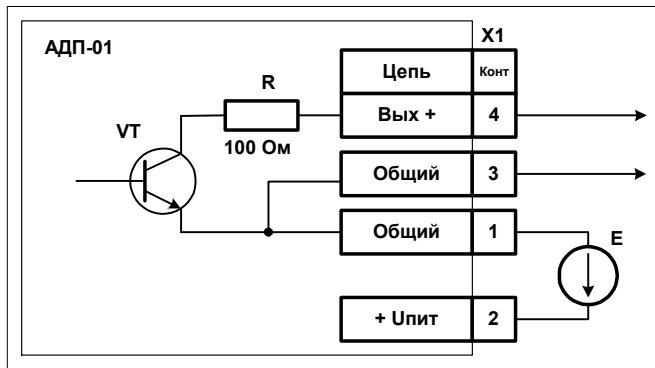 АДП-01
X1
Цепь Конт
R
Вых + 4
VT
100 Ом
Общий 3
Общий 1
E
+ Uпит 2